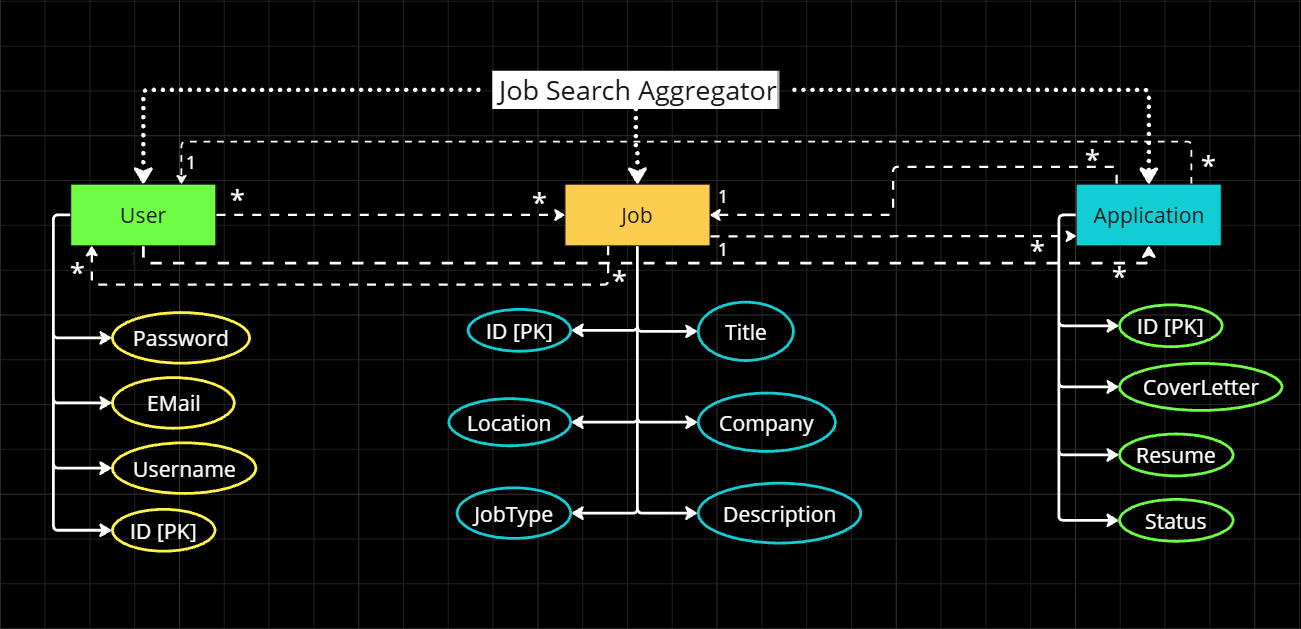 Job Search Aggregator
1
*
*
User
*
*
Job
1
Application
*
1
*
*
*
Password
EMail
Username
ID [PK]
ID [PK]
Title
Location
Company
JobType
Description
ID [PK]
CoverLetter
Resume
Status